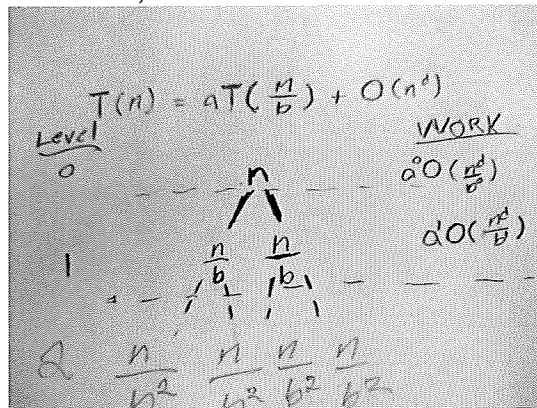 T(n) = aT(n/b) + O(n^d)
Level WORK
0 n a^0 O(n^d/b^0)
1 n/b n/b a^1 O(n^d/b)
2 n/b^2 n/b^2 n/b^2 n/b^2